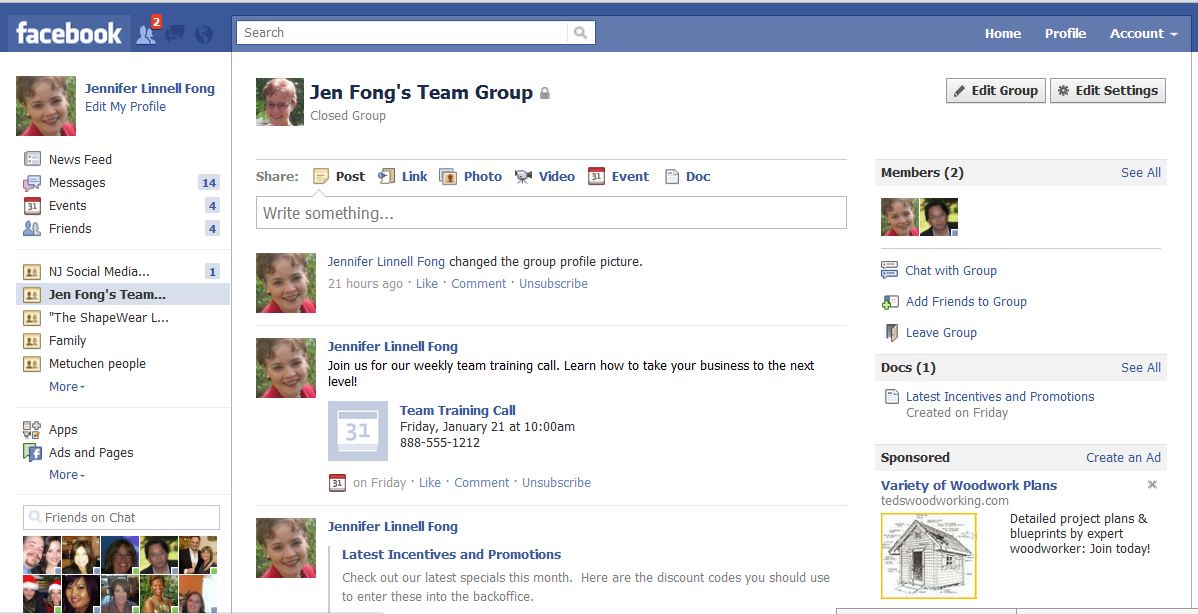 facebook
2
Search
Home Profile Account
Jennifer Linnell Fong
Edit My Profile
News Feed
Messages 14
Events 4
Friends 4
NJ Social Media... 1
Jen Fong's Team...
"The ShapeWear L...
Family
Metuchen people
More
Apps
Ads and Pages
More
Friends on Chat
Jen Fong's Team Group
Closed Group
Edit Group Edit Settings
Share: Post Link Photo 31 Video Event Doc
Write something...
Jennifer Linnell Fong changed the group profile picture.
21 hours ago · Like · Comment · Unsubscribe
Jennifer Linnell Fong
Join us for our weekly team training call. Learn how to take your business to the next
level!
31
Team Training Call
Friday, January 21 at 10:00am
888-555-1212
31 on Friday · Like · Comment · Unsubscribe
Jennifer Linnell Fong
Latest Incentives and Promotions
Check out our latest specials this month. Here are the discount codes you should use
to enter these into the backoffice.
Members (2) See All
Chat with Group
Add Friends to Group
Leave Group
Docs (1) See All
Latest Incentives and Promotions
Created on Friday
Sponsored Create an Ad
Variety of Woodwork Plans
tedswoodworking.com
Detailed project plans &
blueprints by expert
woodworker: Join today!